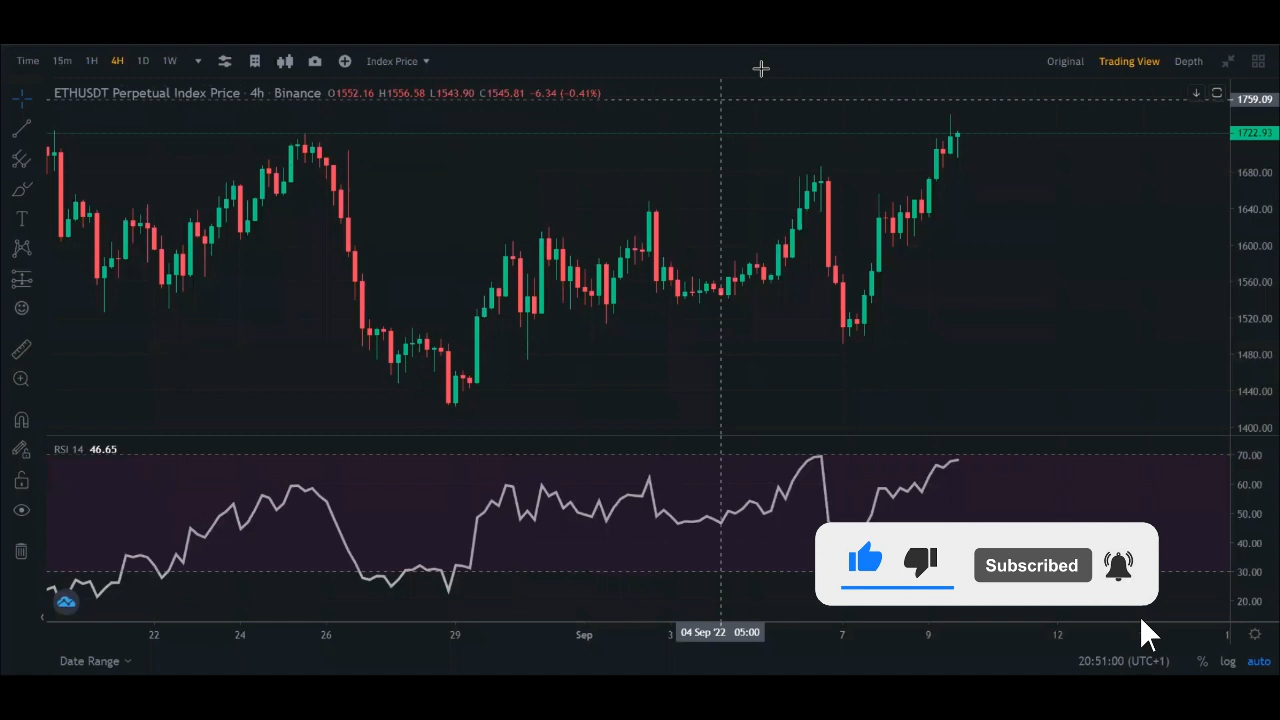 Time 15m 1H 4H 1D 1W Index Price Original Trading View Depth
ETHUSDT Perpetual Index Price · 4h · Binance O1552.16 H1556.58 L1543.90 C1545.81 -6.34 (-0.41%)
1759.09
1722.93
1680.00
1640.00
1600.00
1560.00
1520.00
1480.00
1440.00
1400.00
RSI 14 46.65
70.00
60.00
50.00
40.00
30.00
20.00
Subscribed
22 24 26 29 Sep 3 04 Sep '22 05:00 7 9 12 1
Date Range 20:51:00 (UTC+1) % log auto